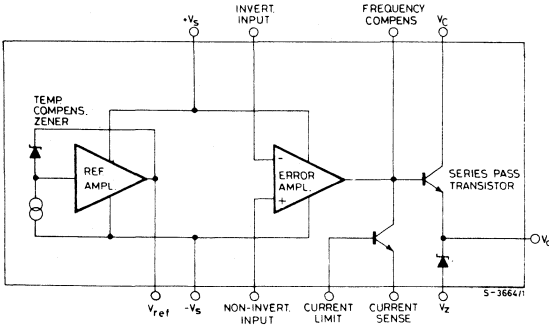 +Vs
INVERT.
INPUT
FREQUENCY
COMPENS
VC
TEMP.
COMPENS.
ZENER
REF
AMPL.
-
ERROR
AMPL.
+
SERIES PASS
TRANSISTOR
S-3664/1
Vref
-Vs
NON-INVERT.
INPUT
CURRENT
LIMIT
CURRENT
SENSE
VZ